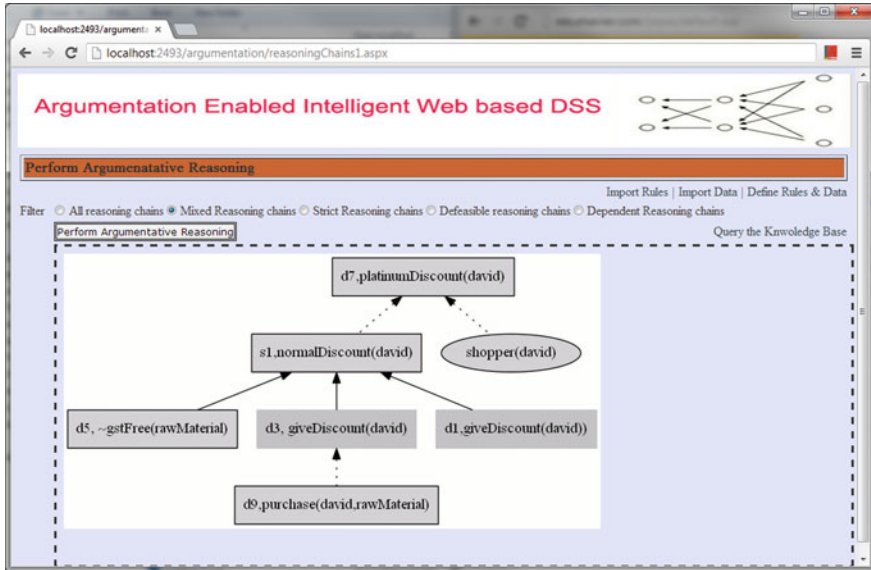 localhost:2493/argumenta
localhost:2493/argumentation/reasoningChains1.aspx
Argumentation Enabled Intelligent Web based DSS
Perform Argumenatative Reasoning
Import Rules | Import Data | Define Rules & Data
Filter All reasoning chains Mixed Reasoning chains Strict Reasoning chains Defeasible reasoning chains Dependent Reasoning chains
Perform Argumentative Reasoning
Query the Knwoledge Base
d7,platinumDiscount(david)
s1,normalDiscount(david)
shopper(david)
d5, ~gstFree(rawMaterial)
d3, giveDiscount(david)
d1,giveDiscount(david))
d9,purchase(david,rawMaterial)